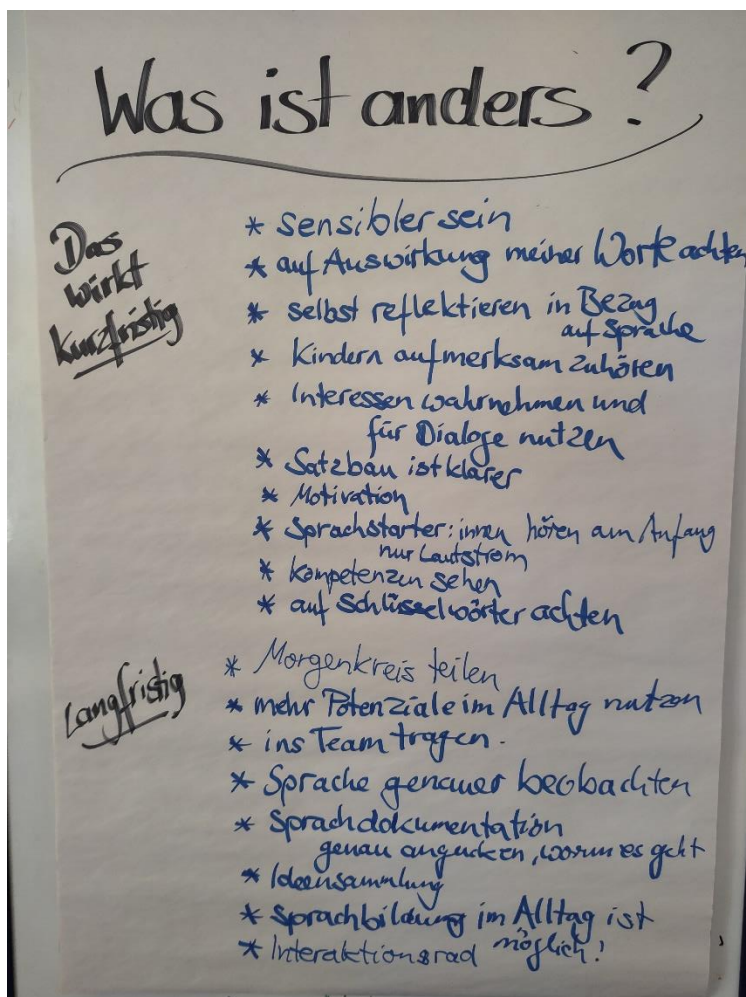 Was ist anders?
Das
wirkt
kurzfristig
* sensibler sein
* auf Auswirkung meiner Worte achten
* selbst reflektieren in Bezug
auf Sprache
* Kindern aufmerksam zuhören
* Interessen wahrnehmen und
für Dialoge nutzen
* Satzbau ist klarer
* Motivation
* Sprachstarter:innen hören am Anfang
nur Lautstrom
* Kompetenzen sehen
* auf Schlüsselwörter achten
Langfristig
* Morgenkreis teilen
* mehr Potenziale im Alltag nutzen
* ins Team tragen.
* Sprache genauer beobachten
* Sprachdokumentation
genau angucken, worum es geht
* Ideensammlung
* Sprachbildung im Alltag ist
möglich!
* Interaktionsrad